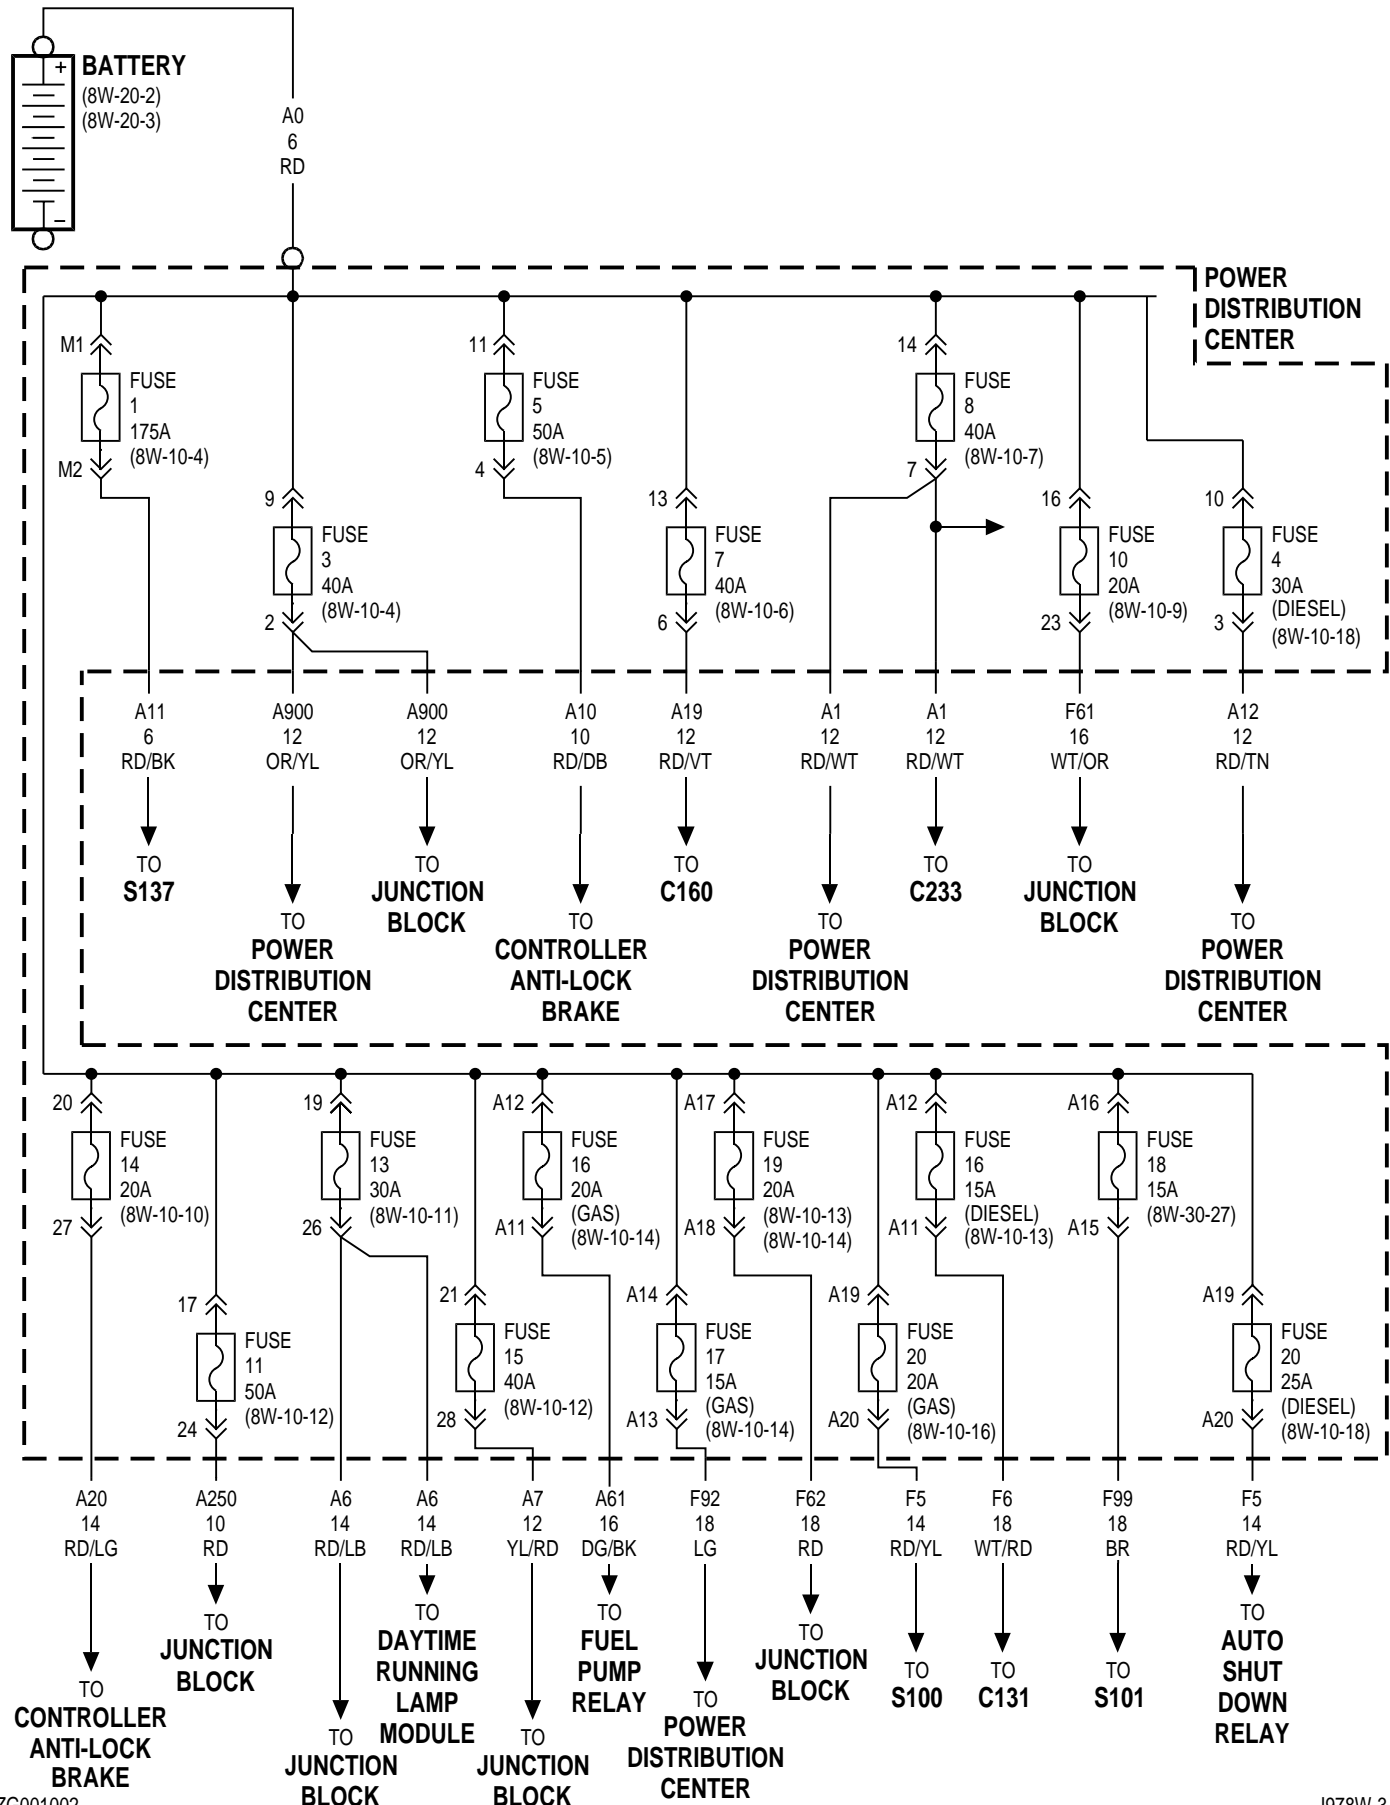 BATTERY
(8W-20-2)
(8W-20-3)
+
–
A0
6
RD
POWER
DISTRIBUTION
CENTER
M1
FUSE
1
175A
(8W-10-4)
M2
9
FUSE
3
40A
(8W-10-4)
2
11
FUSE
5
50A
(8W-10-5)
4
13
FUSE
7
40A
(8W-10-6)
6
14
FUSE
8
40A
(8W-10-7)
7
16
FUSE
10
20A
(8W-10-9)
23
10
FUSE
4
30A
(DIESEL)
(8W-10-18)
3
A11
6
RD/BK
TO
S137
A900
12
OR/YL
TO
POWER
DISTRIBUTION
CENTER
A900
12
OR/YL
TO
JUNCTION
BLOCK
A10
10
RD/DB
TO
CONTROLLER
ANTI-LOCK
BRAKE
A19
12
RD/VT
TO
C160
A1
12
RD/WT
TO
POWER
DISTRIBUTION
CENTER
A1
12
RD/WT
TO
C233
F61
16
WT/OR
TO
JUNCTION
BLOCK
A12
12
RD/TN
TO
POWER
DISTRIBUTION
CENTER
20
FUSE
14
20A
(8W-10-10)
27
17
FUSE
11
50A
(8W-10-12)
24
19
FUSE
13
30A
(8W-10-11)
26
21
FUSE
15
40A
(8W-10-12)
28
A12
FUSE
16
20A
(GAS)
(8W-10-14)
A11
A14
FUSE
17
15A
(GAS)
(8W-10-14)
A13
A17
FUSE
19
20A
(8W-10-13)
(8W-10-14)
A18
A19
FUSE
20
20A
(GAS)
(8W-10-16)
A20
A12
FUSE
16
15A
(DIESEL)
(8W-10-13)
A11
A16
FUSE
18
15A
(8W-30-27)
A15
A19
FUSE
20
25A
(DIESEL)
(8W-10-18)
A20
A20
14
RD/LG
TO
CONTROLLER
ANTI-LOCK
BRAKE
A250
10
RD
TO
JUNCTION
BLOCK
A6
14
RD/LB
TO
JUNCTION
BLOCK
A6
14
RD/LB
TO
DAYTIME
RUNNING
LAMP
MODULE
A7
12
YL/RD
TO
JUNCTION
BLOCK
A61
16
DG/BK
TO
FUEL
PUMP
RELAY
F92
18
LG
TO
POWER
DISTRIBUTION
CENTER
F62
18
RD
TO
JUNCTION
BLOCK
F5
14
RD/YL
TO
S100
F6
18
WT/RD
TO
C131
F99
18
BR
TO
S101
F5
14
RD/YL
TO
AUTO
SHUT
DOWN
RELAY